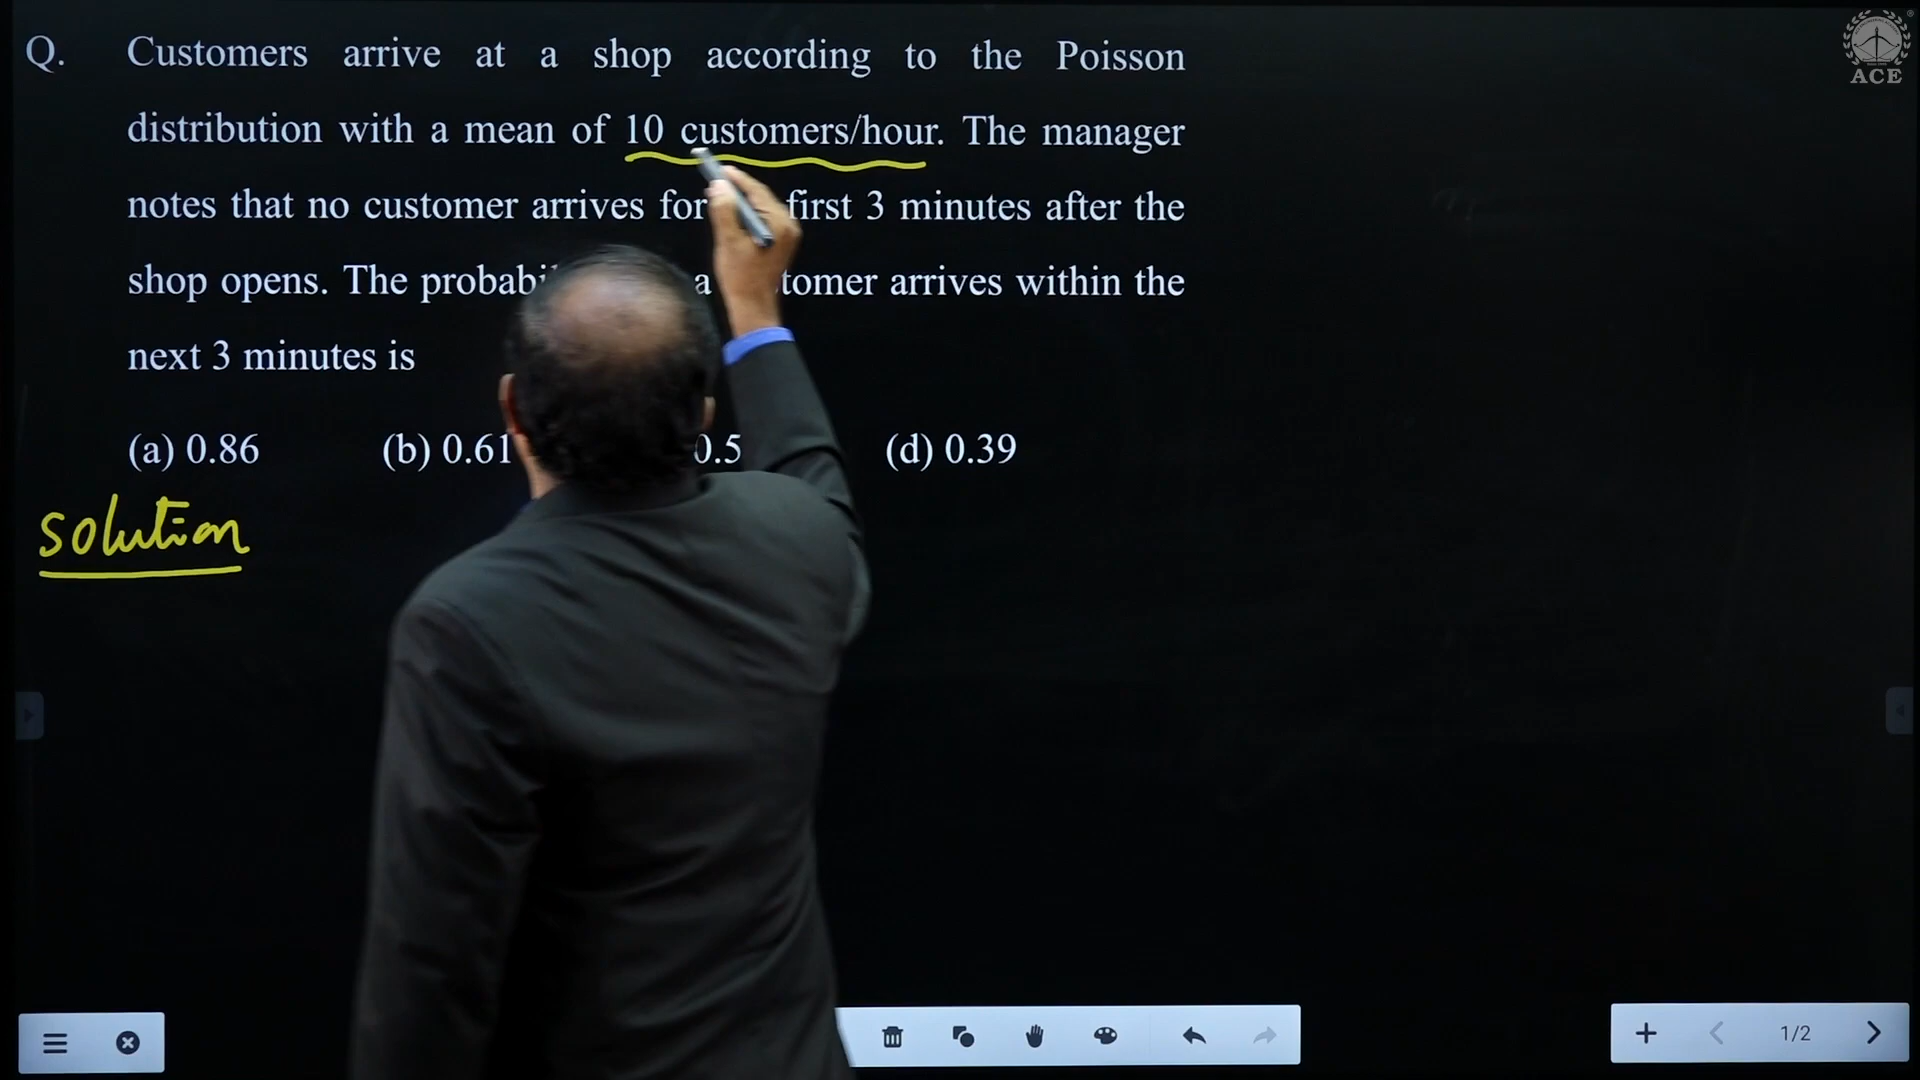 Q. Customers arrive at a shop according to the Poisson
distribution with a mean of 10 customers/hour. The manager
notes that no customer arrives for first 3 minutes after the
shop opens. The a arrives within the
next 3 minutes is
(a) 0.86 (b) 0.61 0.5 (d) 0.39
solution
ACE
1/2